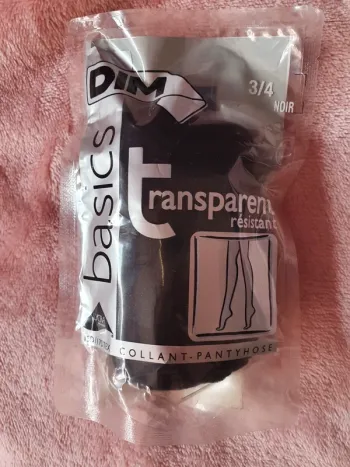 DIM
3/4
NOIR
basics
transparent
résistant
COLLANT-PANTYHOSE